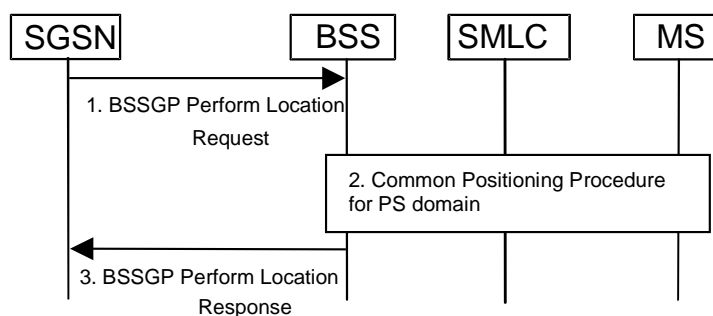 SGSN BSS SMLC MS
1. BSSGP Perform Location
Request
2. Common Positioning Procedure
for PS domain
3. BSSGP Perform Location
Response